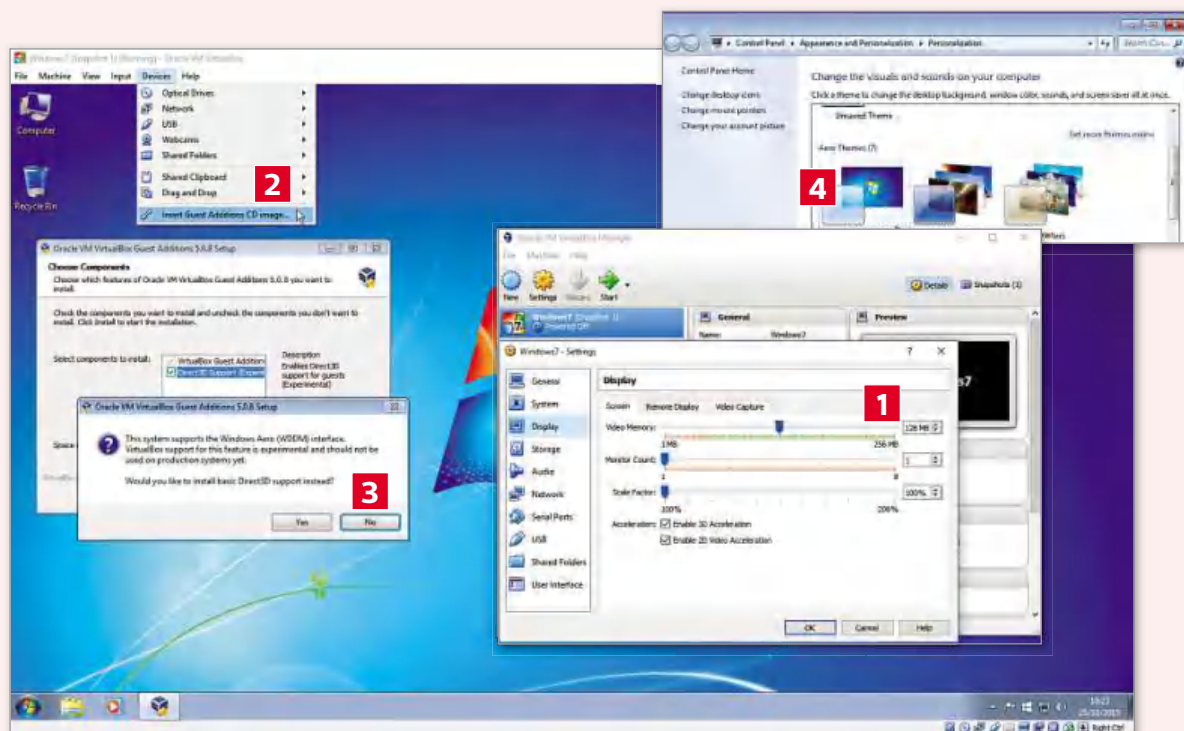 Control Panel ▸ Appearance and Personalization ▸ Personalization
Control Panel Home
Change desktop icons
Change mouse pointers
Change your account picture
Change the visuals and sounds on your computer
Click a theme to change the desktop background, window color, sounds, and screen saver all at once.
Unsaved Theme
Get more themes online
Aero Themes (7)
4
File Machine View Input Devices Help
Computer
Recycle Bin
Optical Drives
Network
USB
Webcams
Shared Folders
Shared Clipboard
Drag and Drop
Insert Guest Additions CD image...
2
Oracle VM VirtualBox Guest Additions 5.0.8 Setup
Choose Components
Choose which features of Oracle VM VirtualBox Guest Additions 5.0.8 you want to
install.
Check the components you want to install and uncheck the components you don't want to
install. Click Install to start the installation.
Select components to install:
VirtualBox Guest Addition
Direct3D Support (Experi
Description
Enables Direct3D
support for guests
(Experimental)
Space
Oracle VM VirtualBox Guest Additions 5.0.8 Setup
This system supports the Windows Aero (WDDM) interface.
VirtualBox support for this feature is experimental and should not be
used on production systems yet.
Would you like to install basic Direct3D support instead?
3
Yes No
Oracle VM VirtualBox Manager
File Machine Help
New Settings Start
Details Snapshots (1)
Powered Off
General
Name: Windows7
Preview
Windows7 - Settings
General
System
Display
Storage
Audio
Network
Serial Ports
USB
Shared Folders
User Interface
Display
1
Screen Remote Display Video Capture
Video Memory: 128 MB
1 MB 256 MB
Monitor Count: 1
1 8
Scale Factor: 100%
100% 200%
Acceleration: Enable 3D Acceleration
Enable 2D Video Acceleration
OK Cancel Help
Right Ctrl